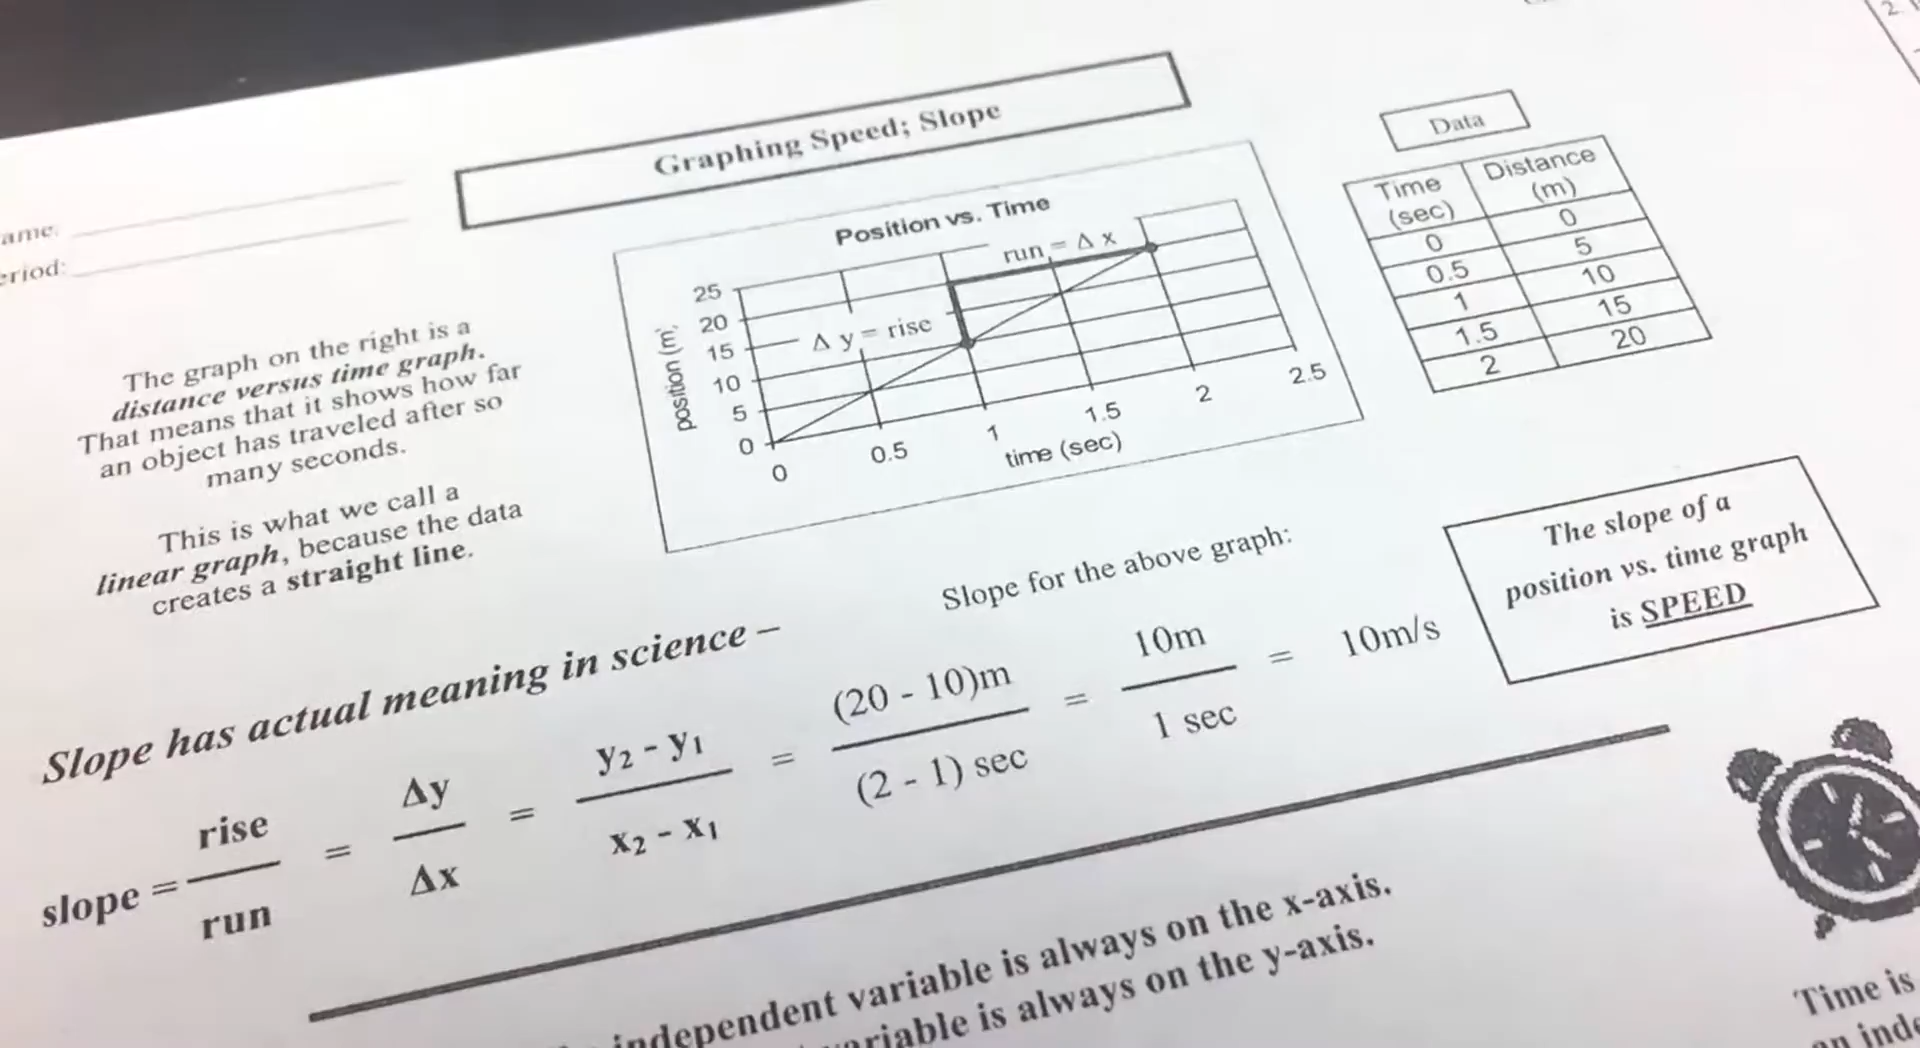 Graphing Speed; Slope
Data
Time
(sec)
Distance
(m)
0 0
0.5 5
1 10
1.5 15
2 20
Position vs. Time
run = Δ x
Δ y = rise
position (m)
25
20
15
10
5
0
0 0.5 1 1.5 2 2.5
time (sec)
The graph on the right is a
distance versus time graph.
That means that it shows how far
an object has traveled after so
many seconds.
This is what we call a
linear graph, because the data
creates a straight line.
Slope for the above graph:
The slope of a
position vs. time graph
is SPEED
Slope has actual meaning in science –
slope = rise / run = Δy / Δx = y₂ - y₁ / x₂ - x₁ = (20 - 10)m / (2 - 1) sec = 10m / 1 sec = 10m/s
independent variable is always on the x-axis.
variable is always on the y-axis.
Time is
an